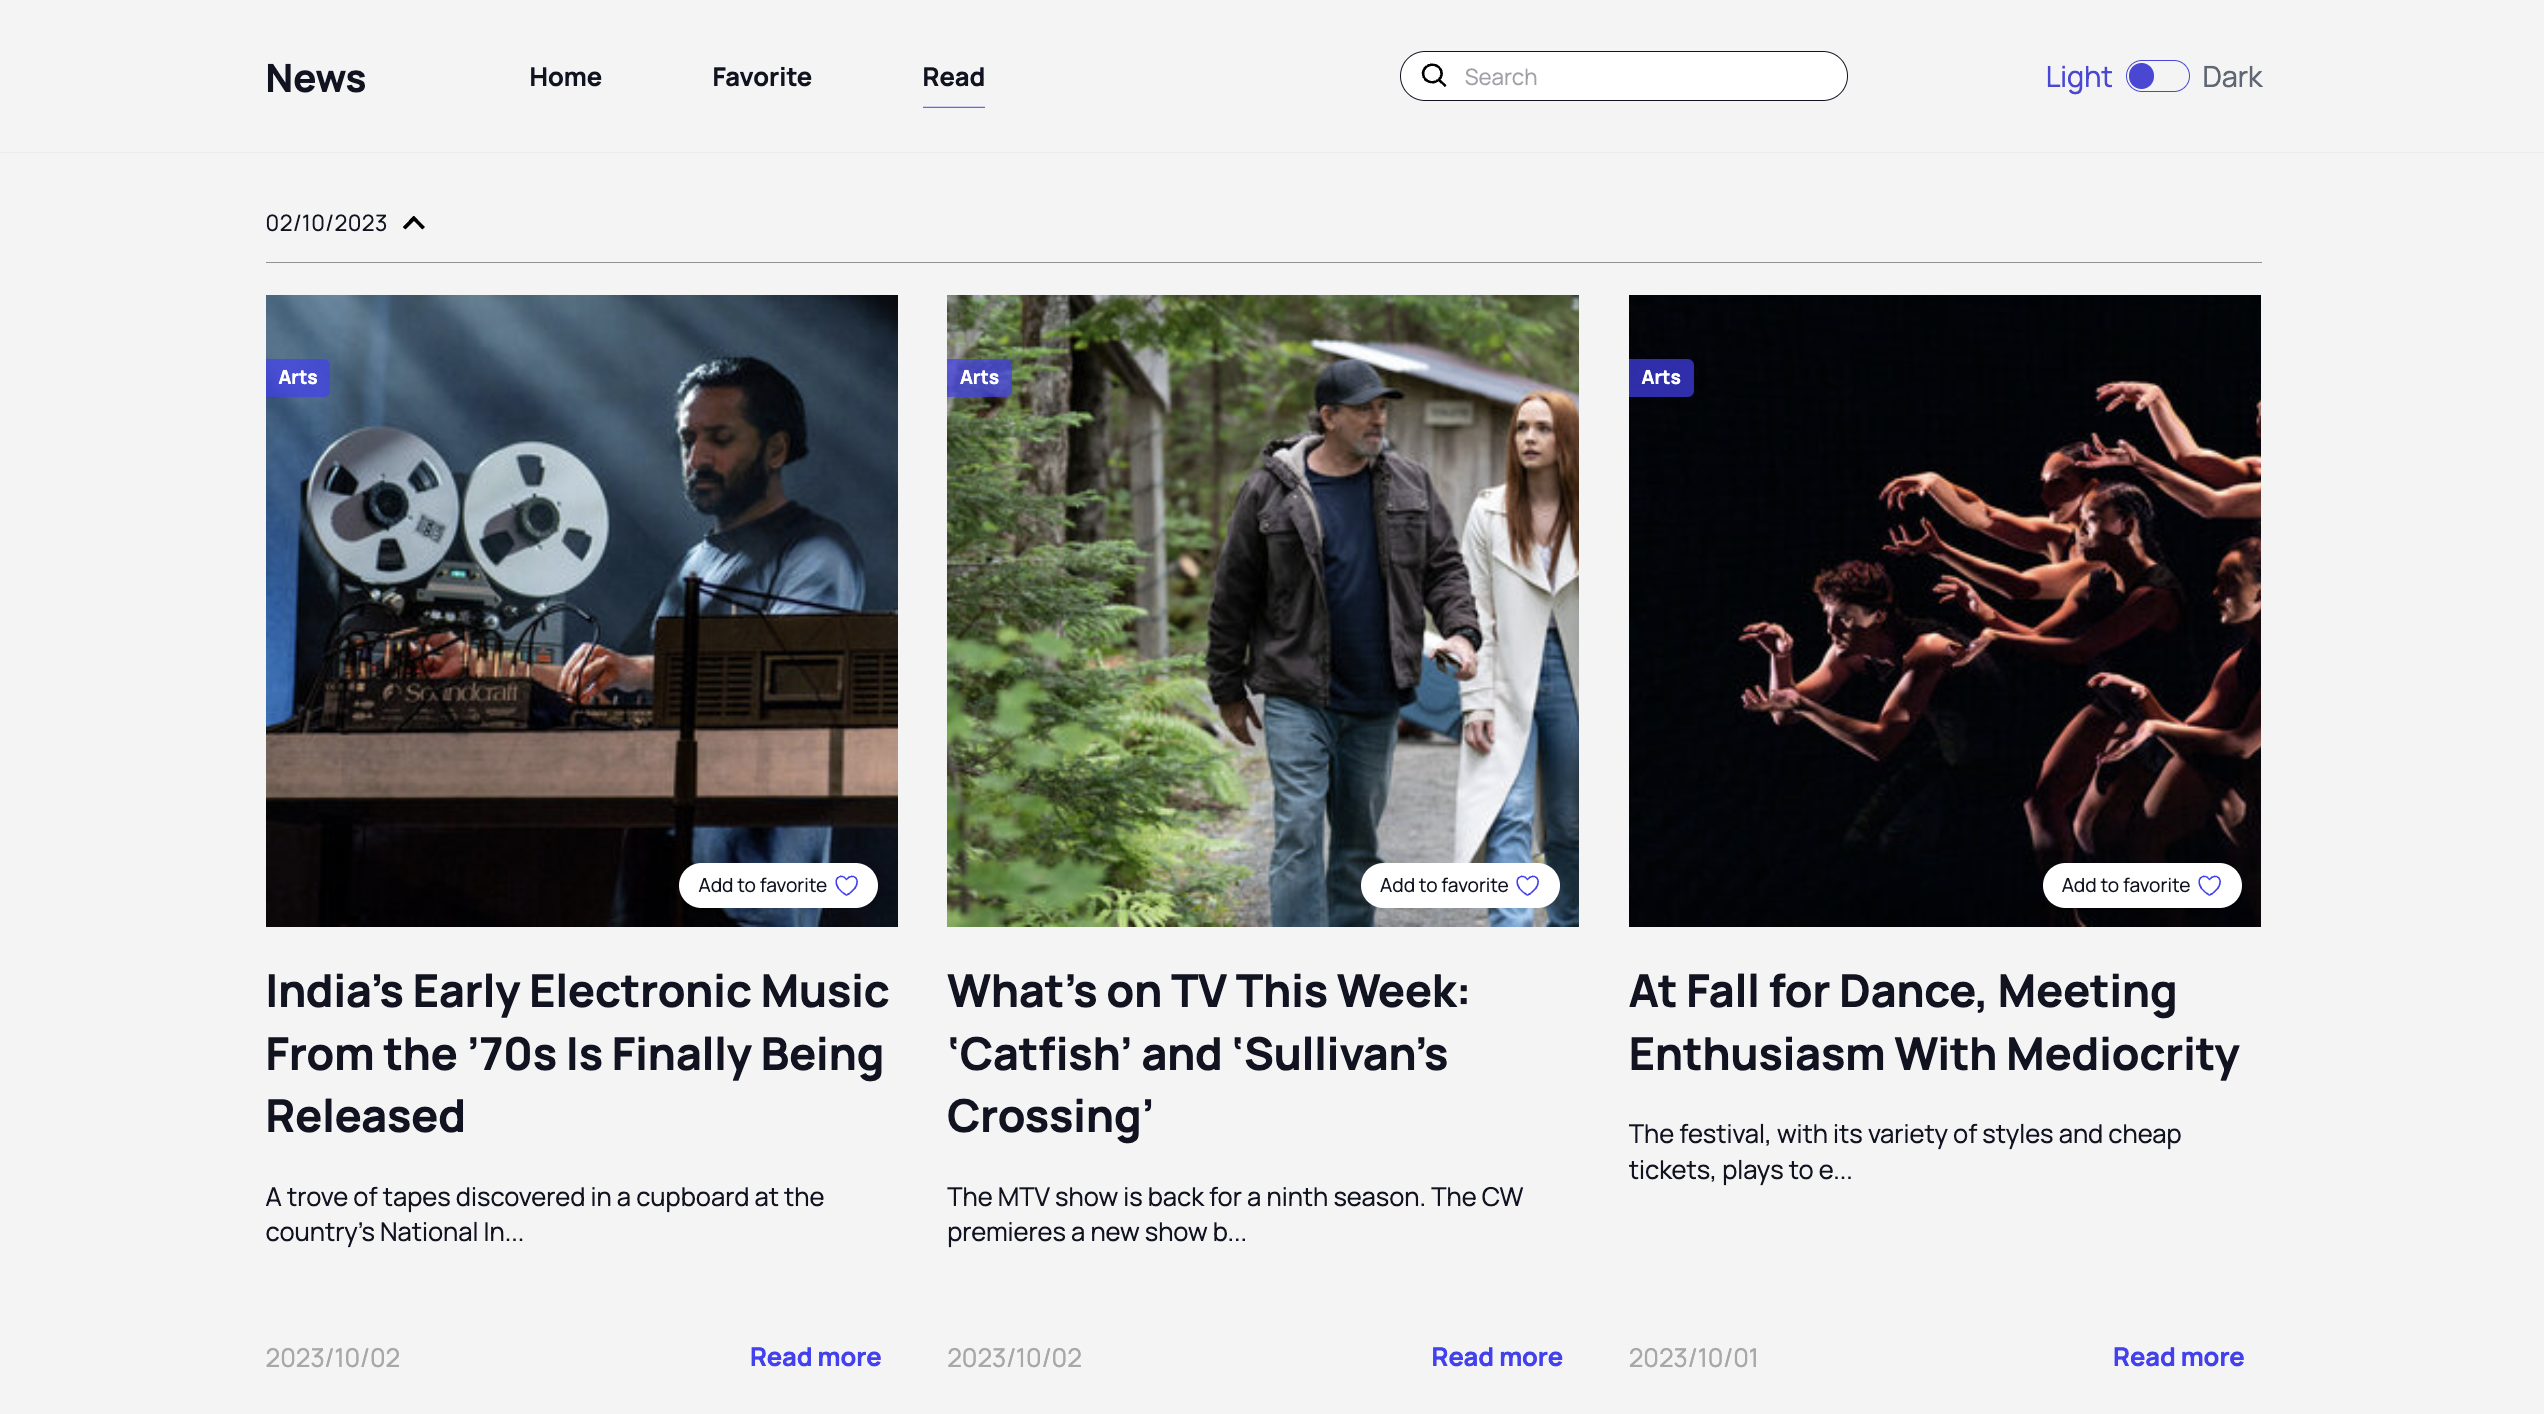 News
Home
Favorite
Read
Search
Light
Dark
02/10/2023
Arts
Soundcraft
Add to favorite
India’s Early Electronic Music
From the ’70s Is Finally Being
Released
A trove of tapes discovered in a cupboard at the
country’s National In...
2023/10/02
Read more
Arts
Add to favorite
What’s on TV This Week:
‘Catfish’ and ‘Sullivan’s
Crossing’
The MTV show is back for a ninth season. The CW
premieres a new show b...
2023/10/02
Read more
Arts
Add to favorite
At Fall for Dance, Meeting
Enthusiasm With Mediocrity
The festival, with its variety of styles and cheap
tickets, plays to e...
2023/10/01
Read more